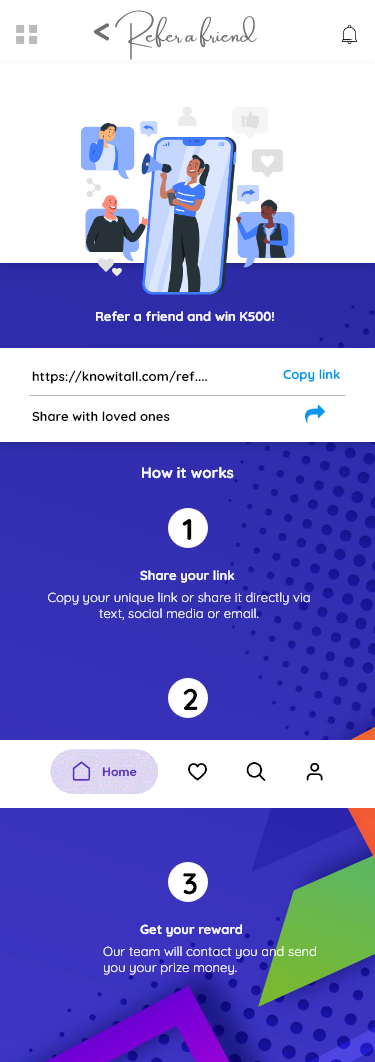 Refer a friend
Refer a friend and win K500!
https://knowitall.com/ref....
Copy link
Share with loved ones
How it works
1
Share your link
Copy your unique link or share it directly via
text, social media or email.
2
Home
3
Get your reward
Our team will contact you and send
you your prize money.